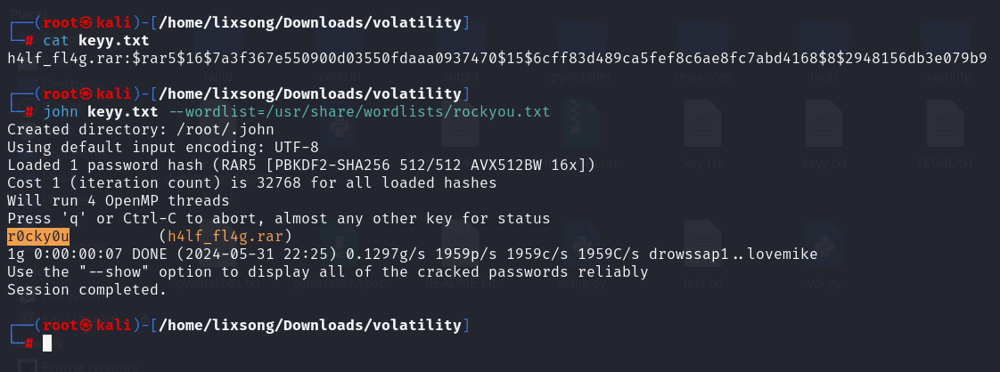 ┌──(root㉿kali)-[/home/lixsong/Downloads/volatility]
└─# cat keyy.txt
h4lf_fl4g.rar:$rar5$16$7a3f367e550900d03550fdaaa0937470$15$6cff83d489ca5fef8c6ae8fc7abd4168$8$2948156db3e079b9
┌──(root㉿kali)-[/home/lixsong/Downloads/volatility]
└─# john keyy.txt --wordlist=/usr/share/wordlists/rockyou.txt
Created directory: /root/.john
Using default input encoding: UTF-8
Loaded 1 password hash (RAR5 [PBKDF2-SHA256 512/512 AVX512BW 16x])
Cost 1 (iteration count) is 32768 for all loaded hashes
Will run 4 OpenMP threads
Press 'q' or Ctrl-C to abort, almost any other key for status
r0cky0u          (h4lf_fl4g.rar)
1g 0:00:00:07 DONE (2024-05-31 22:25) 0.1297g/s 1959p/s 1959c/s 1959C/s drowssap1..lovemike
Use the "--show" option to display all of the cracked passwords reliably
Session completed.
┌──(root㉿kali)-[/home/lixsong/Downloads/volatility]
└─#